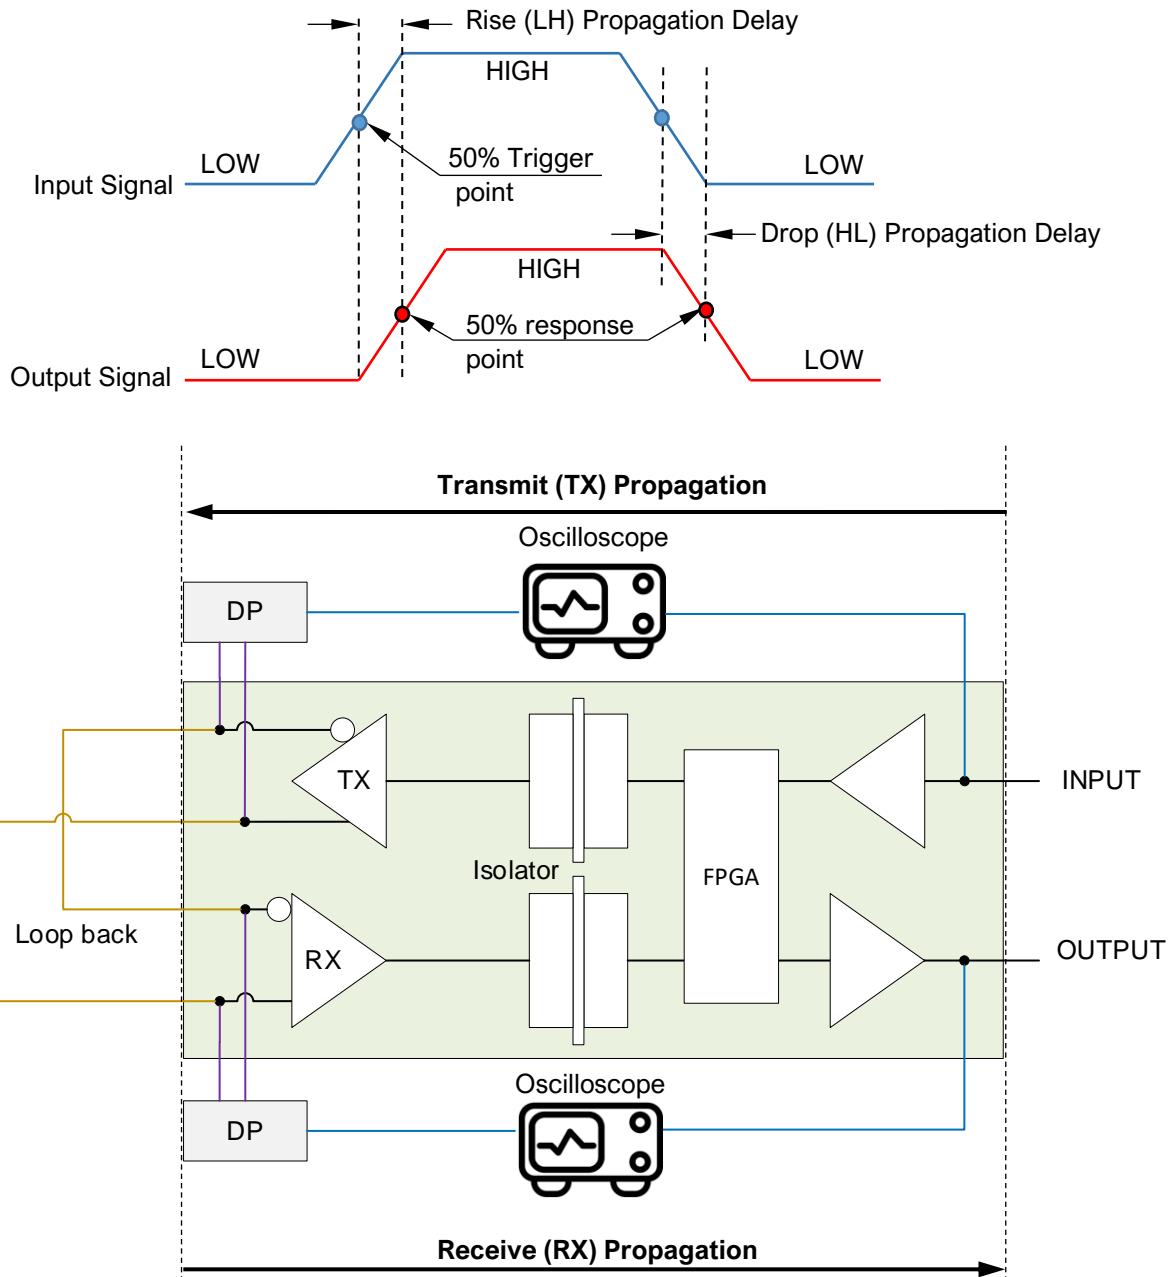 Rise (LH) Propagation Delay
HIGH
LOW
50% Trigger
point
LOW
Input Signal
Drop (HL) Propagation Delay
HIGH
50% response
point
LOW
LOW
Output Signal
Transmit (TX) Propagation
Oscilloscope
DP
TX
INPUT
Isolator
FPGA
Loop back
RX
OUTPUT
Oscilloscope
DP
Receive (RX) Propagation